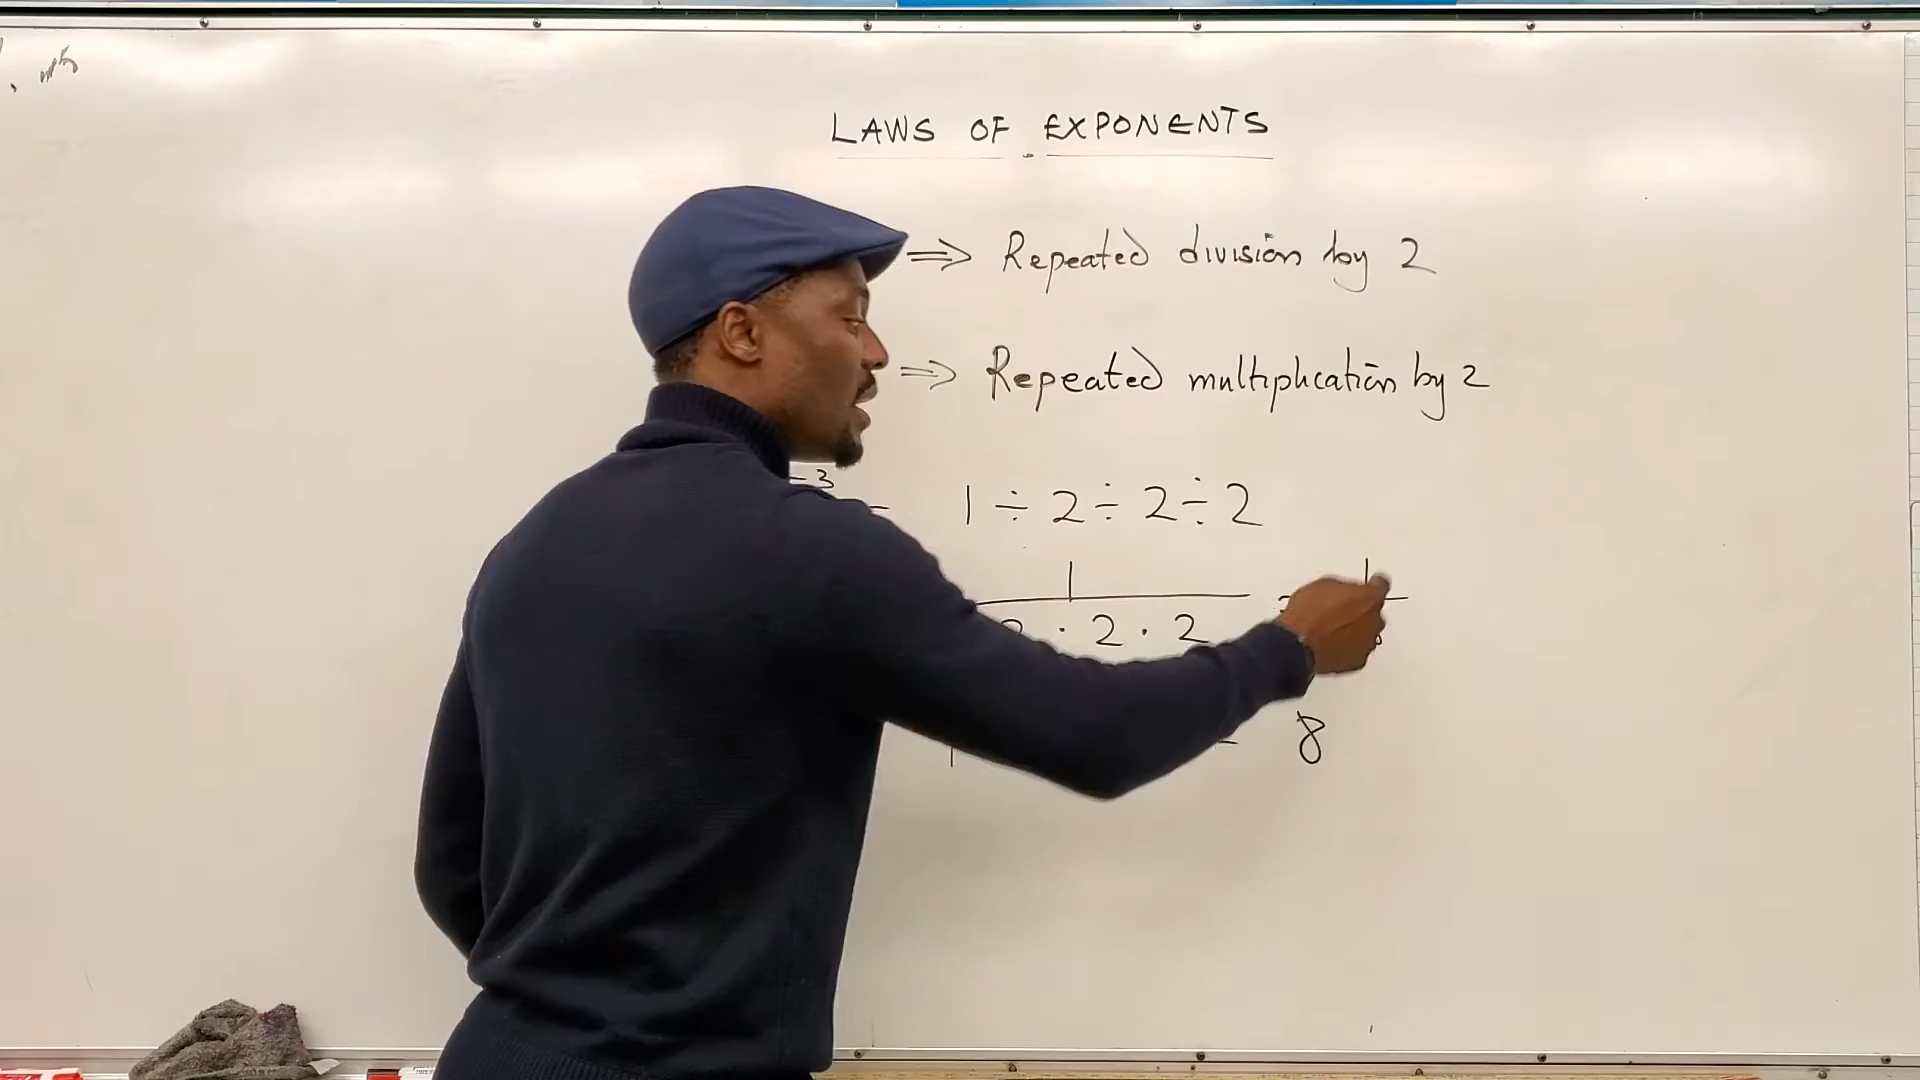 LAWS OF EXPONENTS
⇒ Repeated division by 2
⇒ Repeated multiplication by 2
-3 = 1 ÷ 2 ÷ 2 ÷ 2
1 1
2 · 2 · 2
= 8